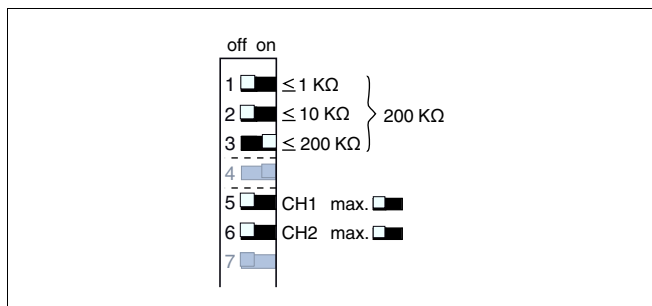 off on
1 ≤ 1 KΩ
2 ≤ 10 KΩ 200 KΩ
3 ≤ 200 KΩ
4
5 CH1 max.
6 CH2 max.
7